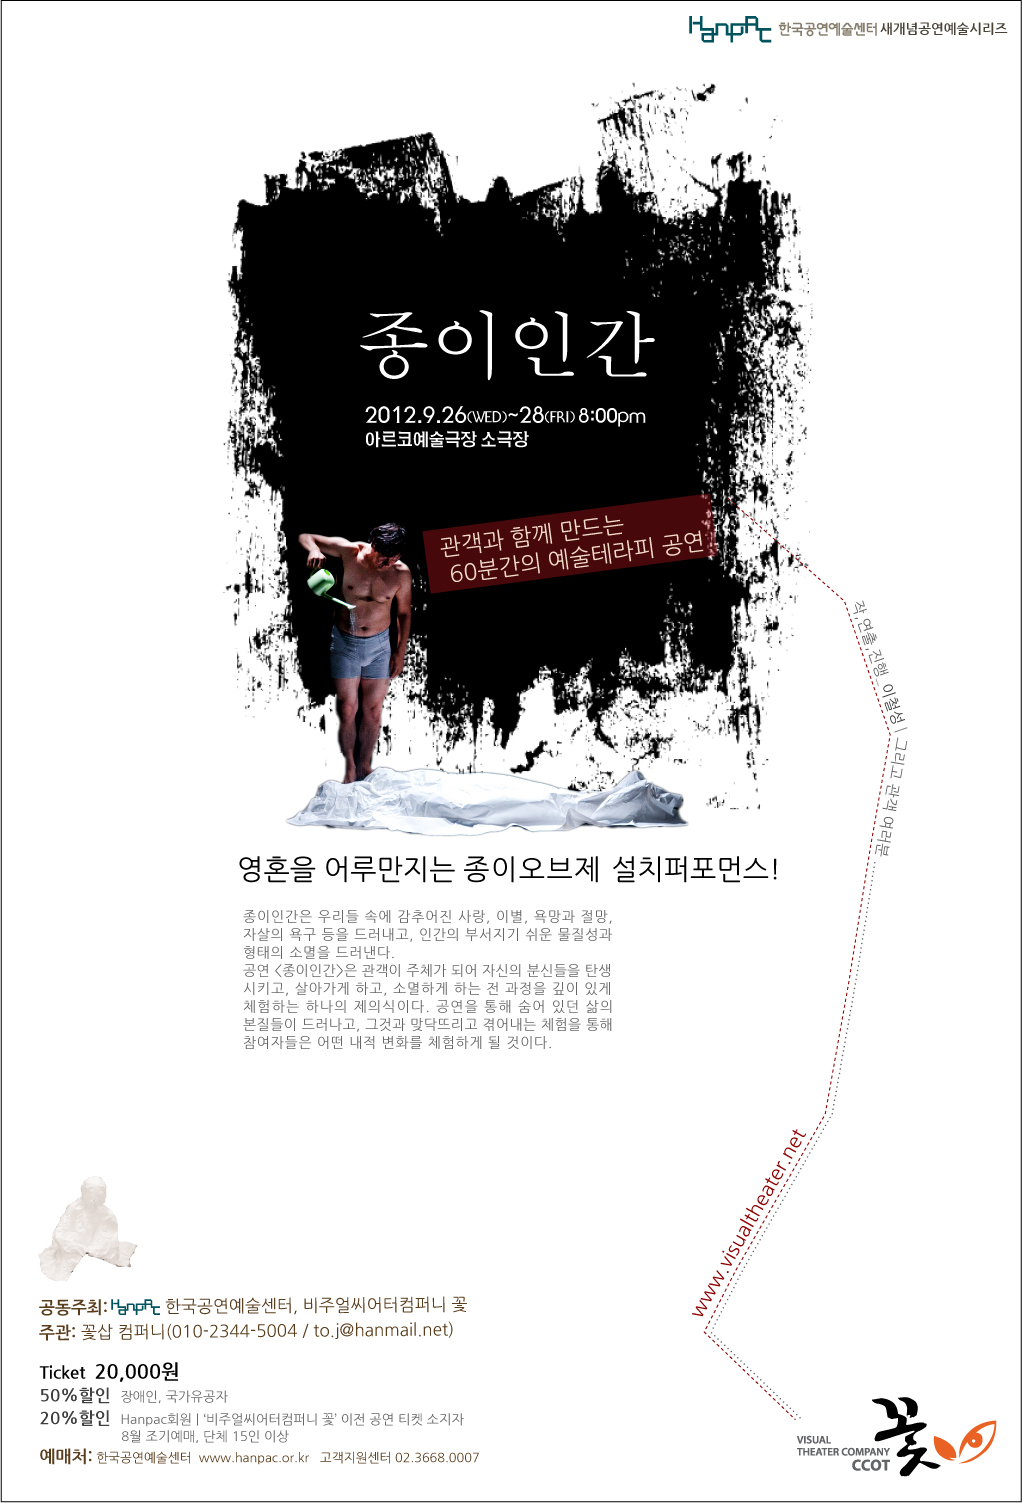 HanPAC 한국공연예술센터 새개념공연예술시리즈
종이인간
2012.9.26(WED)~28(FRI) 8:00pm
아르코예술극장 소극장
관객과 함께 만드는
60분간의 예술테라피 공연
작,연출,진행_이철성 \ 그리고 관객 여러분
영혼을 어루만지는 종이오브제 설치퍼포먼스!
종이인간은 우리들 속에 감추어진 사랑, 이별, 욕망과 절망,
자살의 욕구 등을 드러내고, 인간의 부서지기 쉬운 물질성과
형태의 소멸을 드러낸다.
공연 <종이인간>은 관객이 주체가 되어 자신의 분신들을 탄생
시키고, 살아가게 하고, 소멸하게 하는 전 과정을 깊이 있게
체험하는 하나의 제의식이다. 공연을 통해 숨어 있던 삶의
본질들이 드러나고, 그것과 맞닥뜨리고 겪어내는 체험을 통해
참여자들은 어떤 내적 변화를 체험하게 될 것이다.
www.visualtheater.net
공동주최: HanPAC 한국공연예술센터, 비주얼씨어터컴퍼니 꽃
주관: 꽃삽 컴퍼니(010-2344-5004 / to.j@hanmail.net)
Ticket 20,000원
50%할인 장애인, 국가유공자
20%할인 Hanpac회원 | ‘비주얼씨어터컴퍼니 꽃’ 이전 공연 티켓 소지자
8월 조기예매, 단체 15인 이상
예매처: 한국공연예술센터 www.hanpac.or.kr 고객지원센터 02.3668.0007
VISUAL
THEATER COMPANY
CCOT
꽃